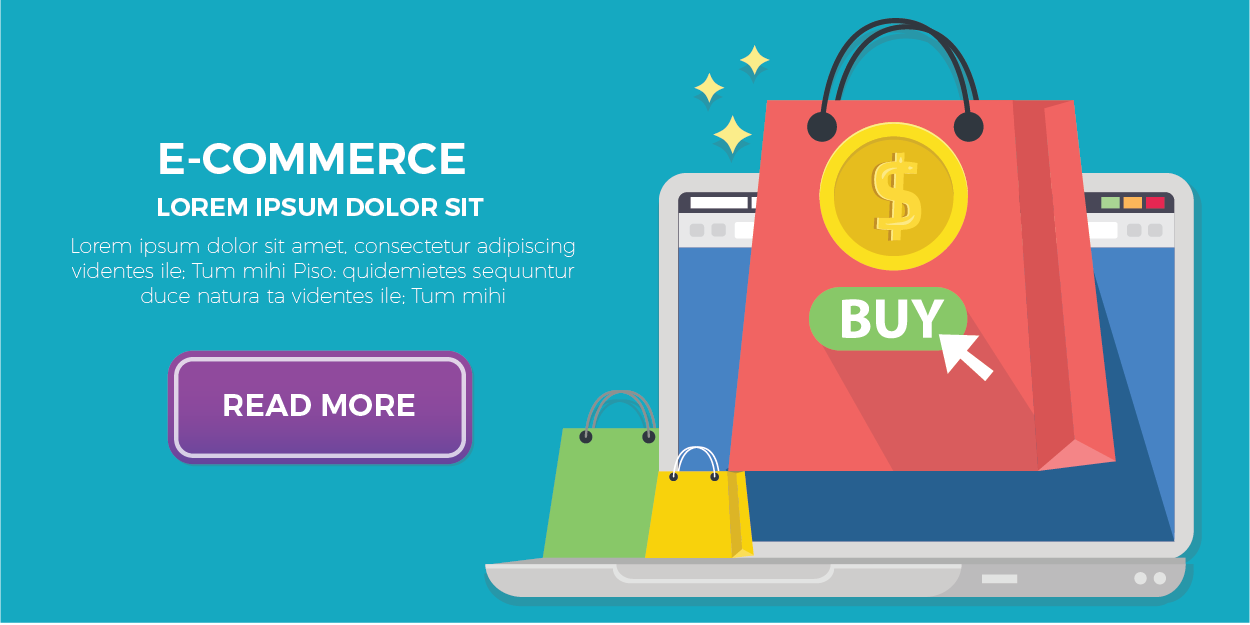 E-COMMERCE
LOREM IPSUM DOLOR SIT
Lorem ipsum dolor sit amet, consectetur adipiscing
videntes ile; Tum mihi Piso: quidemietes sequuntur
duce natura ta videntes ile; Tum mihi
READ MORE
$
BUY